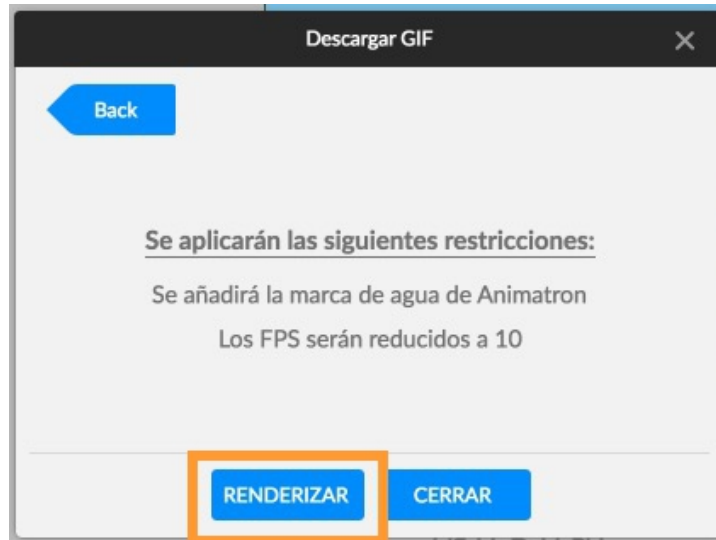 Descargar GIF
Back
Se aplicarán las siguientes restricciones:
Se añadirá la marca de agua de Animatron
Los FPS serán reducidos a 10
RENDERIZAR
CERRAR